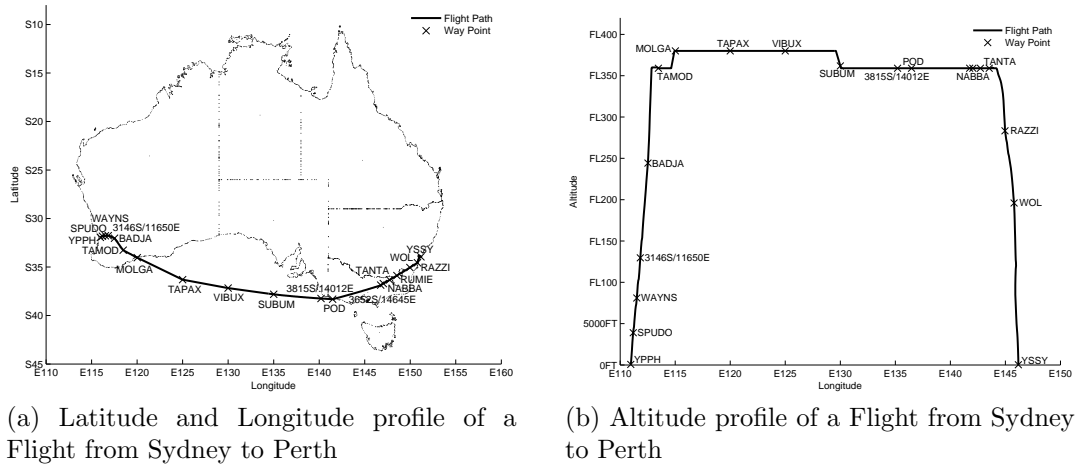 S10
S15
S20
S25
S30
S35
S40
S45
Latitude
E110 E115 E120 E125 E130 E135 E140 E145 E150 E155 E160
Longitude
Flight Path
Way Point
WAYNS
SPUDO 3146S/11650E
YPPH BADJA
TAMOD
MOLGA
TAPAX
VIBUX
SUBUM
3815S/14012E
POD
3652S/14645E
TANTA
NABBA
RUMIE
WOL
RAZZI
YSSY
(a) Latitude and Longitude profile of a
Flight from Sydney to Perth
FL400
FL350
FL300
FL250
FL200
FL150
FL100
5000FT
0FT
Altitude
E110 E115 E120 E125 E130 E135 E140 E145 E150
Longitude
Flight Path
Way Point
MOLGA TAPAX VIBUX
TAMOD
SUBUM
POD
3815S/14012E
NABBA
TANTA
RAZZI
BADJA
WOL
3146S/11650E
WAYNS
SPUDO
YPPH
YSSY
(b) Altitude profile of a Flight from Sydney
to Perth